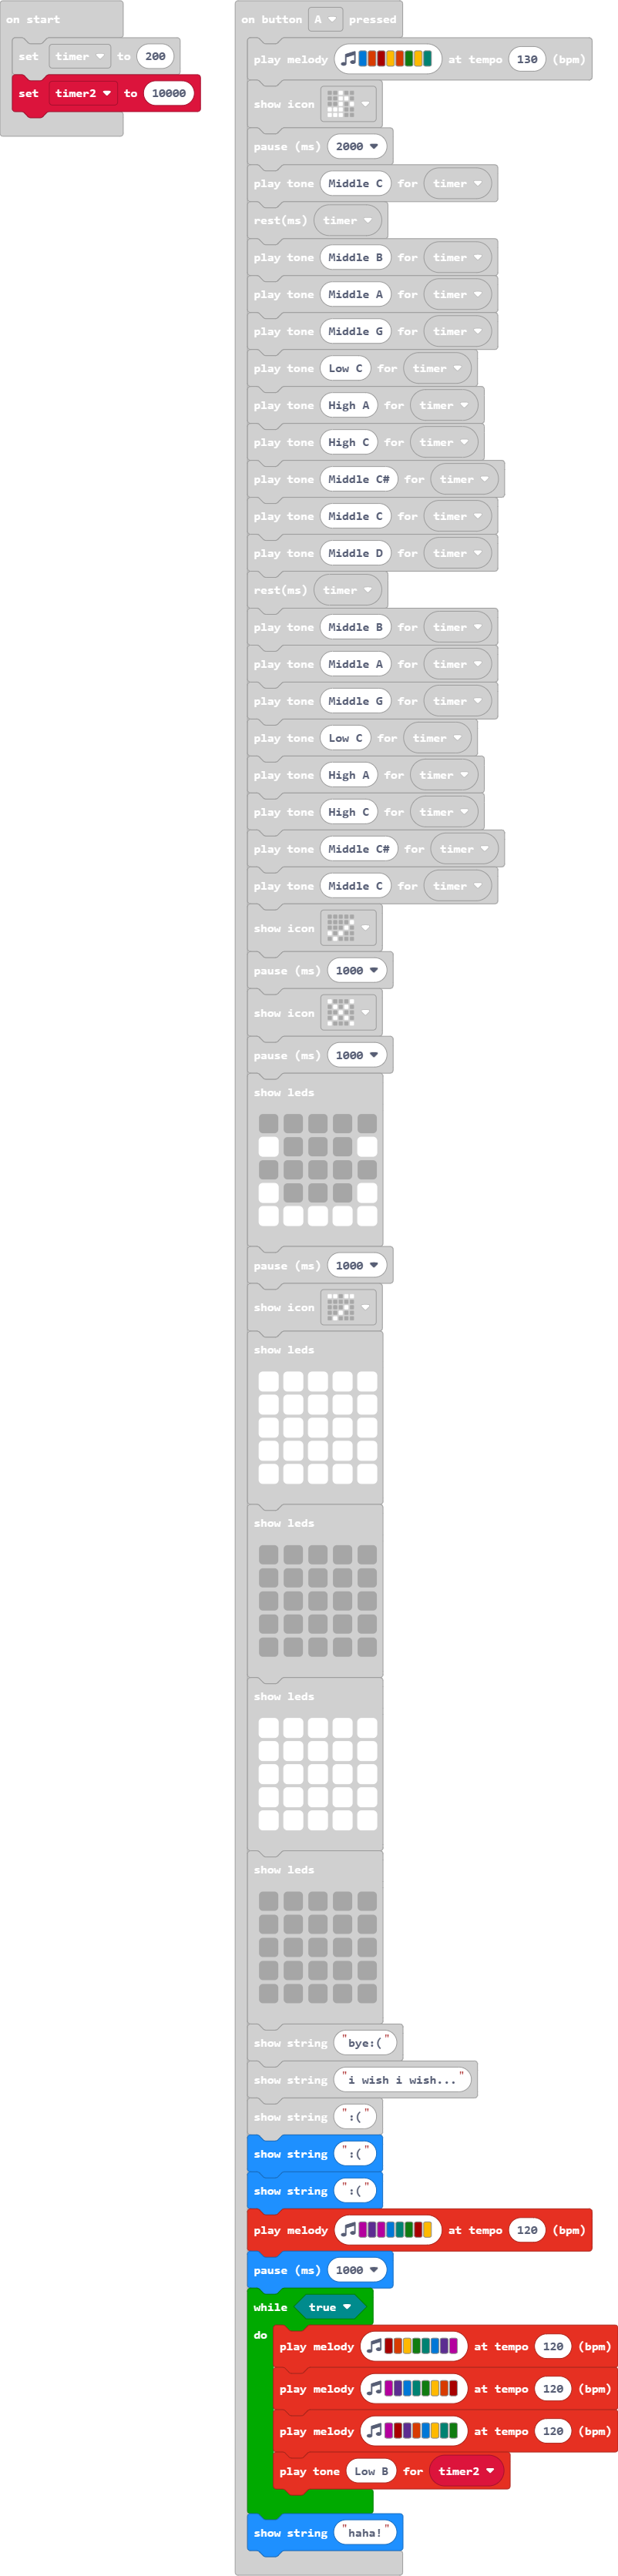 on start
set timer to 200
set timer2 to 10000
on button A pressed
play melody at tempo 130 (bpm)
show icon
pause (ms) 2000
play tone Middle C for timer
rest(ms) timer
play tone Middle B for timer
play tone Middle A for timer
play tone Middle G for timer
play tone Low C for timer
play tone High A for timer
play tone High C for timer
play tone Middle C# for timer
play tone Middle C for timer
play tone Middle D for timer
rest(ms) timer
play tone Middle B for timer
play tone Middle A for timer
play tone Middle G for timer
play tone Low C for timer
play tone High A for timer
play tone High C for timer
play tone Middle C# for timer
play tone Middle C for timer
show icon
pause (ms) 1000
show icon
pause (ms) 1000
show leds
pause (ms) 1000
show icon
show leds
show leds
show leds
show leds
show string "bye:("
show string "i wish i wish..."
show string ":("
show string ":("
show string ":("
play melody at tempo 120 (bpm)
pause (ms) 1000
while true
do play melody at tempo 120 (bpm)
play melody at tempo 120 (bpm)
play melody at tempo 120 (bpm)
play tone Low B for timer2
show string "haha!"